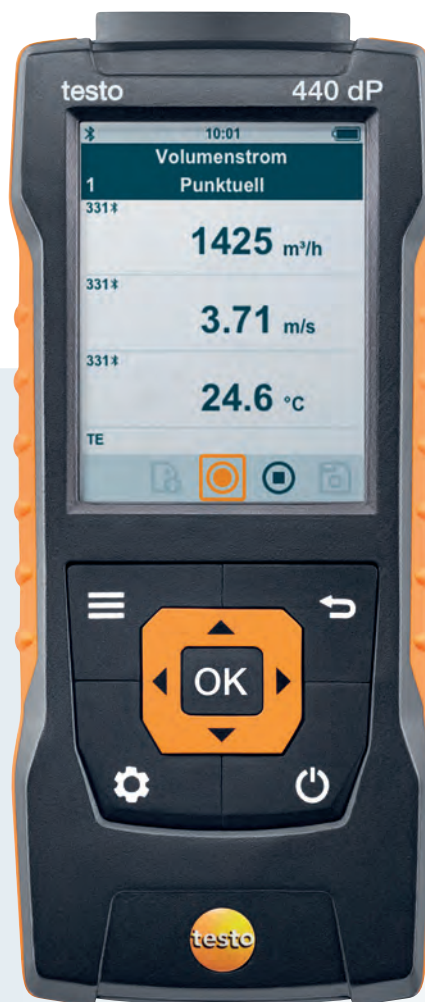 testo 440 dP
10:01
Volumenstrom
1 Punktuell
331
1425 m³/h
331
3.71 m/s
331
24.6 °C
TE
OK
testo